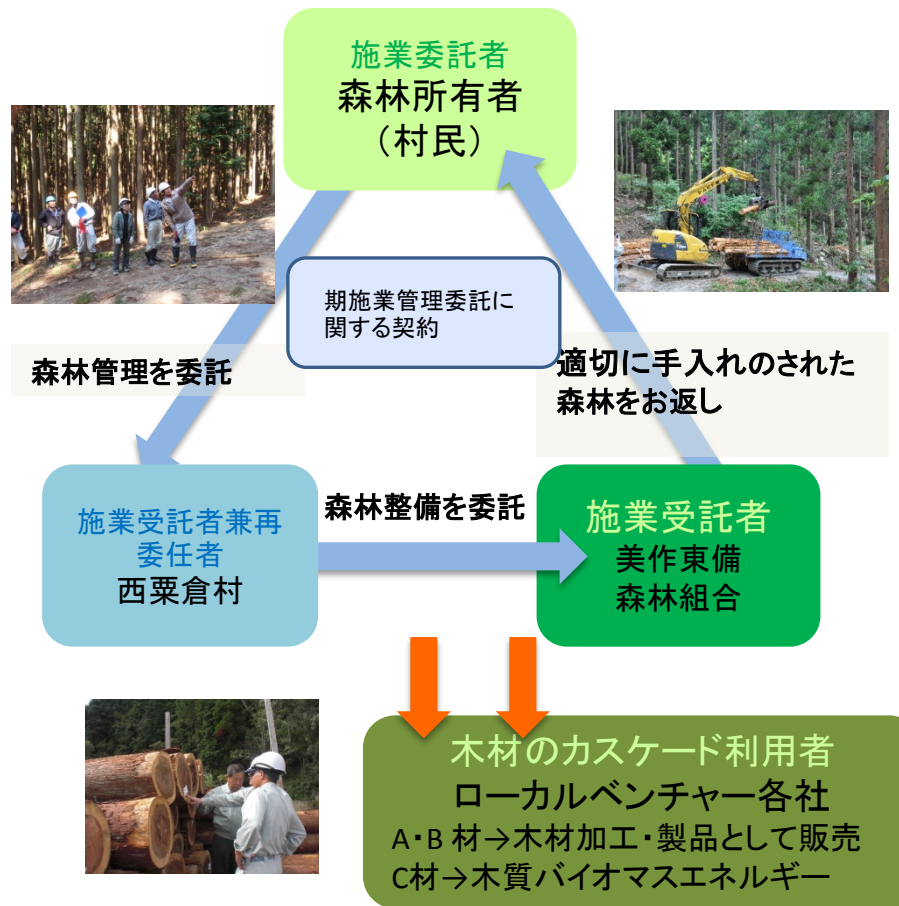 施業委託者
森林所有者
（村民）
期施業管理委託に
関する契約
森林管理を委託
適切に手入れのされた
森林をお返し
施業受託者兼再
委任者
西粟倉村
森林整備を委託
施業受託者
美作東備
森林組合
木材のカスケード利用者
ローカルベンチャー各社
A・B 材→木材加工・製品として販売
C材→木質バイオマスエネルギー